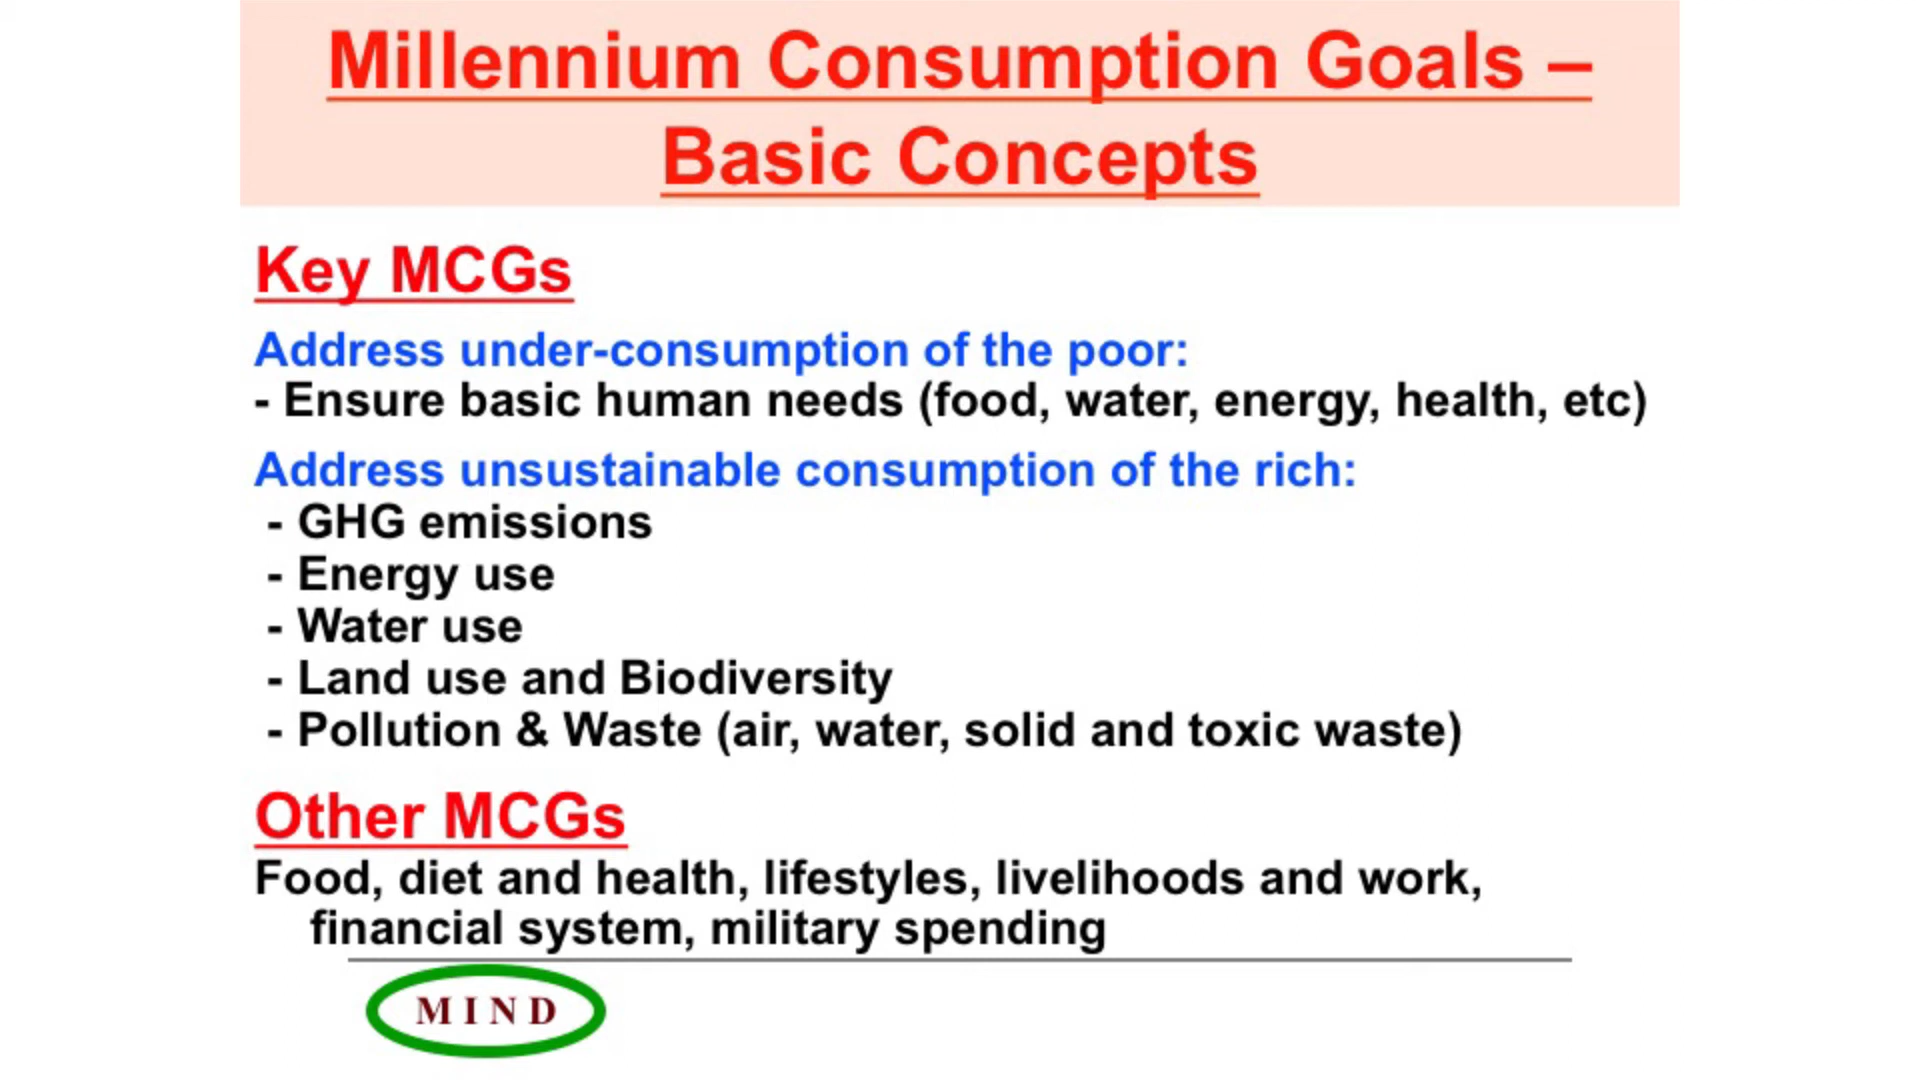 Millennium Consumption Goals –
Basic Concepts
Key MCGs
Address under-consumption of the poor:
- Ensure basic human needs (food, water, energy, health, etc)
Address unsustainable consumption of the rich:
- GHG emissions
- Energy use
- Water use
- Land use and Biodiversity
- Pollution & Waste (air, water, solid and toxic waste)
Other MCGs
Food, diet and health, lifestyles, livelihoods and work,
financial system, military spending
M I N D